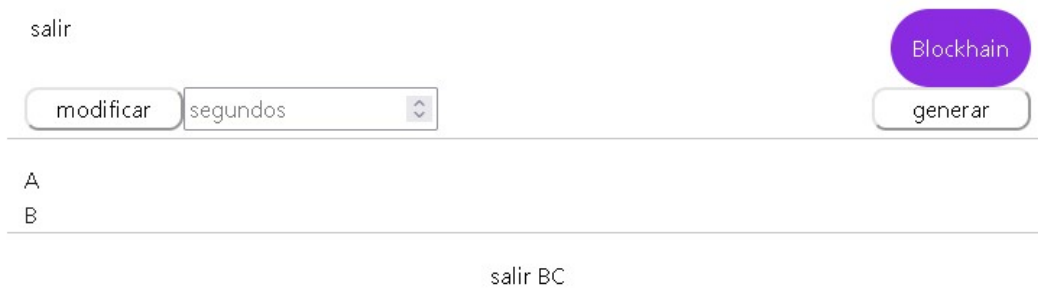 salir
Blockhain
modificar segundos generar
A
B
salir BC